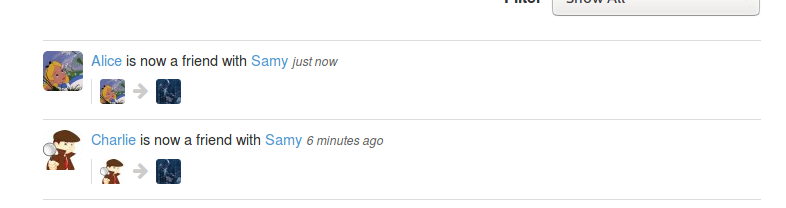 Filter Show All
Alice is now a friend with Samy just now
Charlie is now a friend with Samy 6 minutes ago